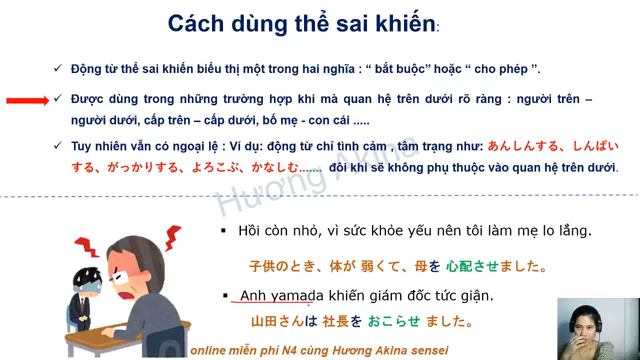 Cách dùng thể sai khiến:
✓ Động từ thể sai khiến biểu thị một trong hai nghĩa : “ bắt buộc” hoặc “ cho phép ”.
✓ Được dùng trong những trường hợp khi mà quan hệ trên dưới rõ ràng : người trên –
người dưới, cấp trên – cấp dưới, bố mẹ - con cái .....
✓ Tuy nhiên vẫn có ngoại lệ : Ví dụ: động từ chỉ tình cảm , tâm trạng như: あんしんする、しんぱい
する、がっかりする、よろこぶ、かなしむ....... đôi khi sẽ không phụ thuộc vào quan hệ trên dưới.
Hương Akina
▪ Hồi còn nhỏ, vì sức khỏe yếu nên tôi làm mẹ lo lắng.
子供のとき、体が 弱くて、母を 心配させました。
▪ Anh yamada khiến giám đốc tức giận.
山田さんは 社長を おこらせ ました。
online miễn phí N4 cùng Hương Akina sensei